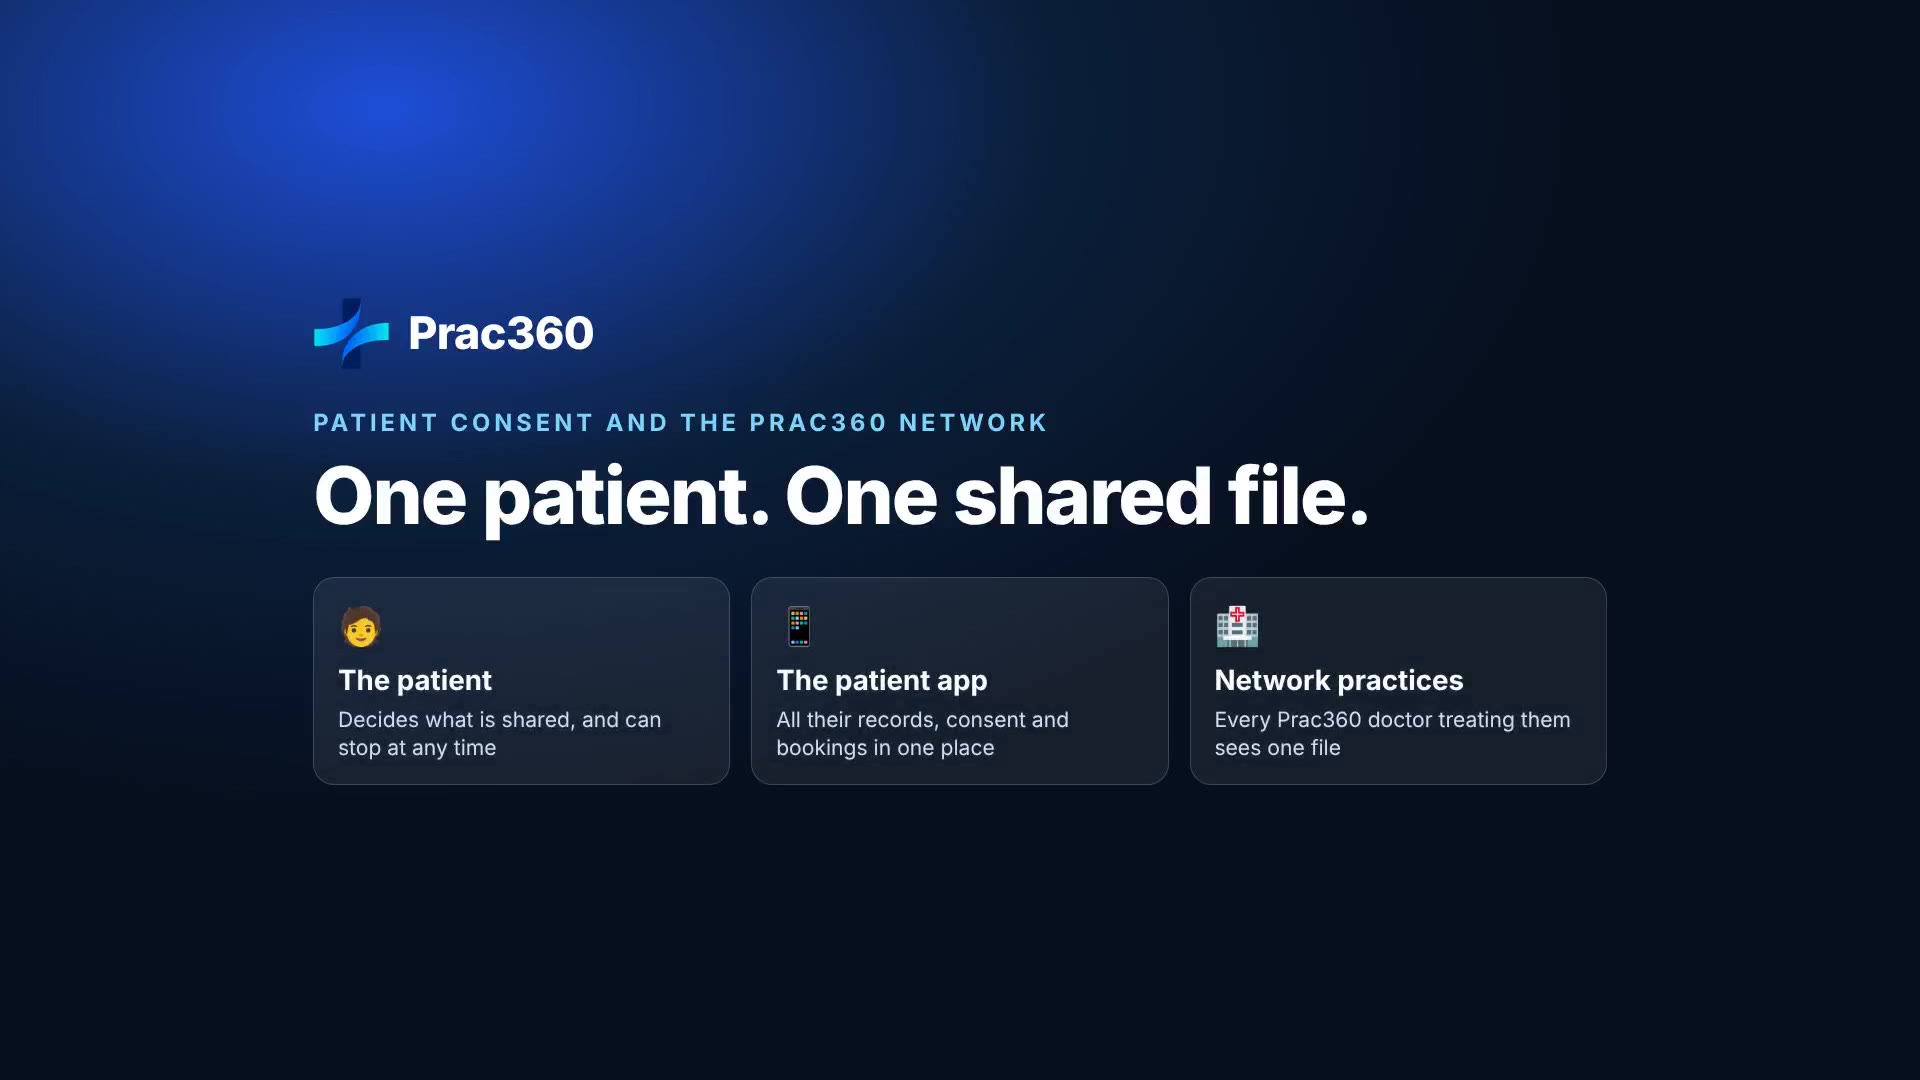 Prac360
PATIENT CONSENT AND THE PRAC360 NETWORK
One patient. One shared file.
The patient
Decides what is shared, and can
stop at any time
The patient app
All their records, consent and
bookings in one place
Network practices
Every Prac360 doctor treating them
sees one file